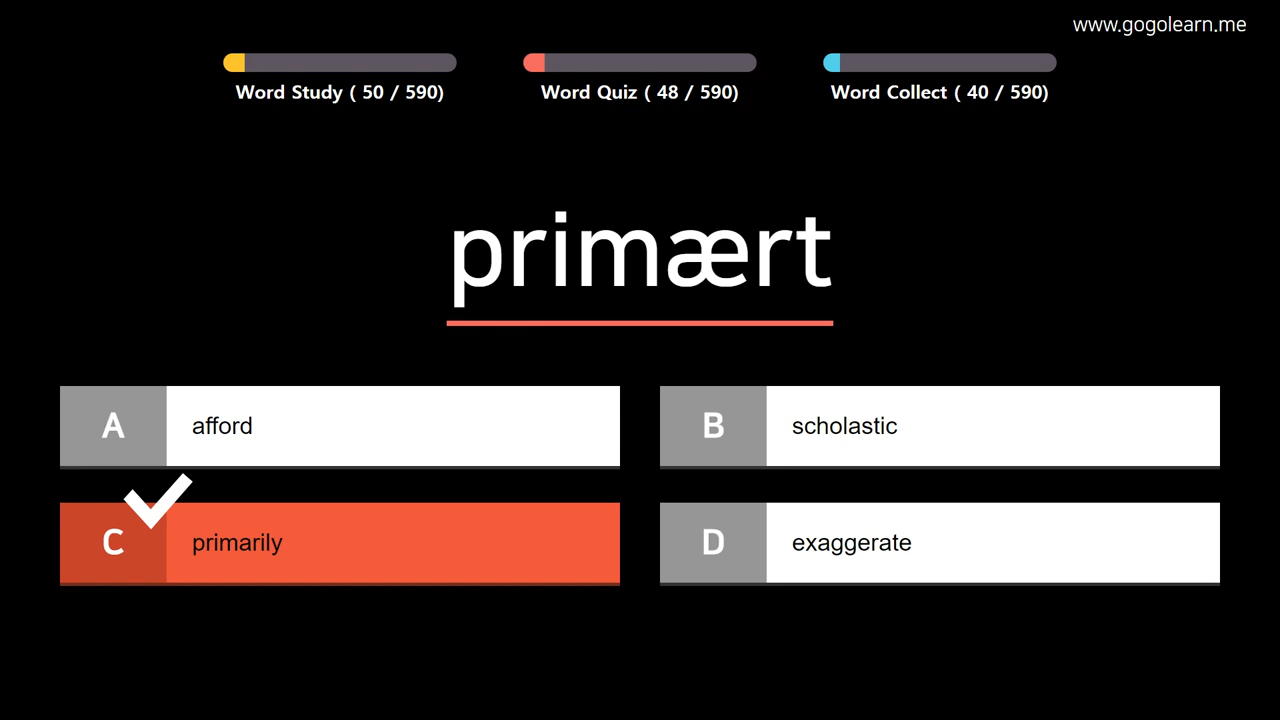 www.gogolearn.me
Word Study ( 50 / 590)
Word Quiz ( 48 / 590)
Word Collect ( 40 / 590)
primært
A afford
B scholastic
C primarily
D exaggerate